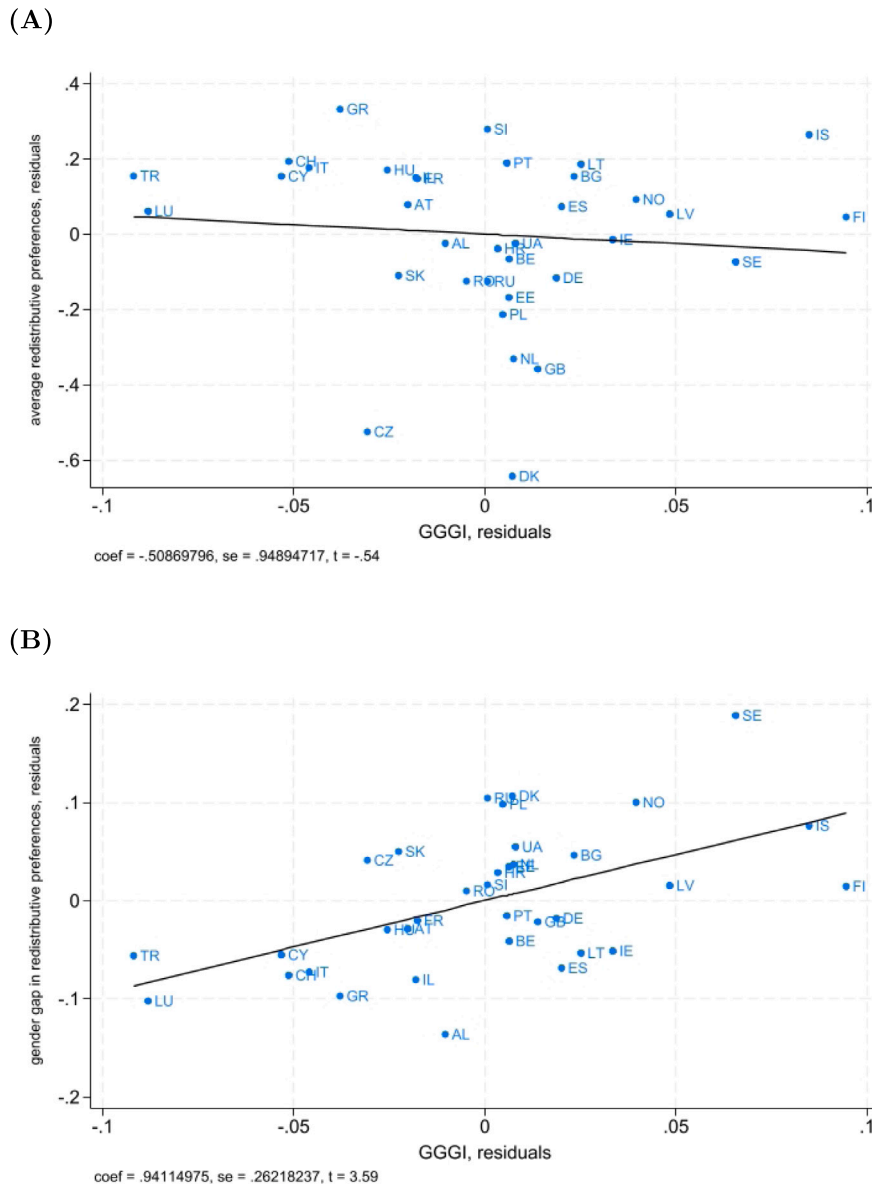 (A)
average redistributive preferences, residuals
.4
GR
SI
IS
.2
CH
IT
HU
PT
LT
TR
CY
BG
NO
LU
AT
ES
LV
FI
0
AL
UA
HR
IE
BE
SE
SK
RU
DE
EE
-.2
PL
NL
GB
-.4
CZ
-.6
DK
-.1 -.05 0 .05 .1
GGGI, residuals
coef = -.50869796, se = .94894717, t = -.54
(B)
gender gap in redistributive preferences, residuals
.2
SE
.1
DK
PL
NO
IS
SK
UA
CZ
NL
BG
HR
SI
RO
LV
FI
0
PT
GB
DE
AT
BE
CY
LT
IE
TR
CH
IT
ES
IL
-.1
LU
GR
AL
-.2
-.1 -.05 0 .05 .1
GGGI, residuals
coef = .94114975, se = .26218237, t = 3.59